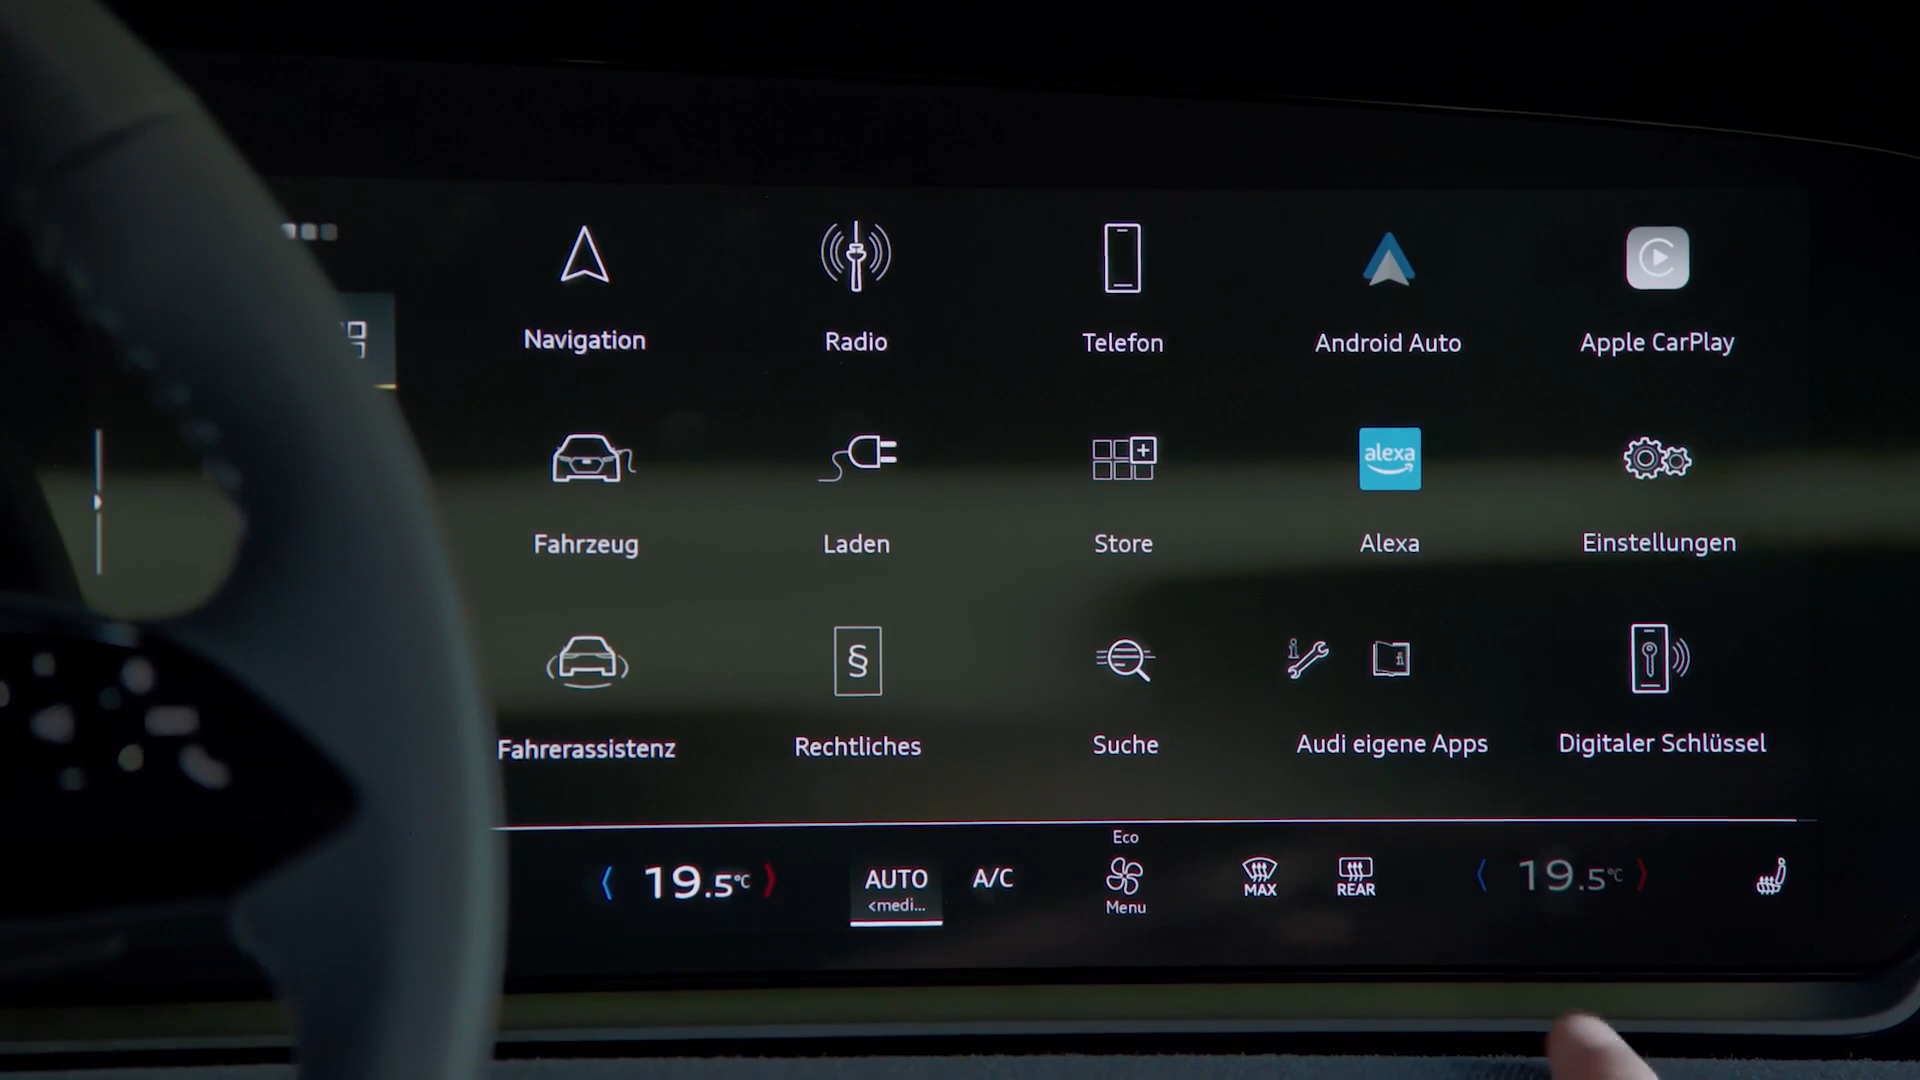 Navigation
Radio
Telefon
Android Auto
Apple CarPlay
alexa
Fahrzeug
Laden
Store
Alexa
Einstellungen
§
i
i
Fahrerassistenz
Rechtliches
Suche
Audi eigene Apps
Digitaler Schlüssel
Eco
19.5°C
AUTO
<medi...
A/C
Menu
MAX
REAR
19.5°C